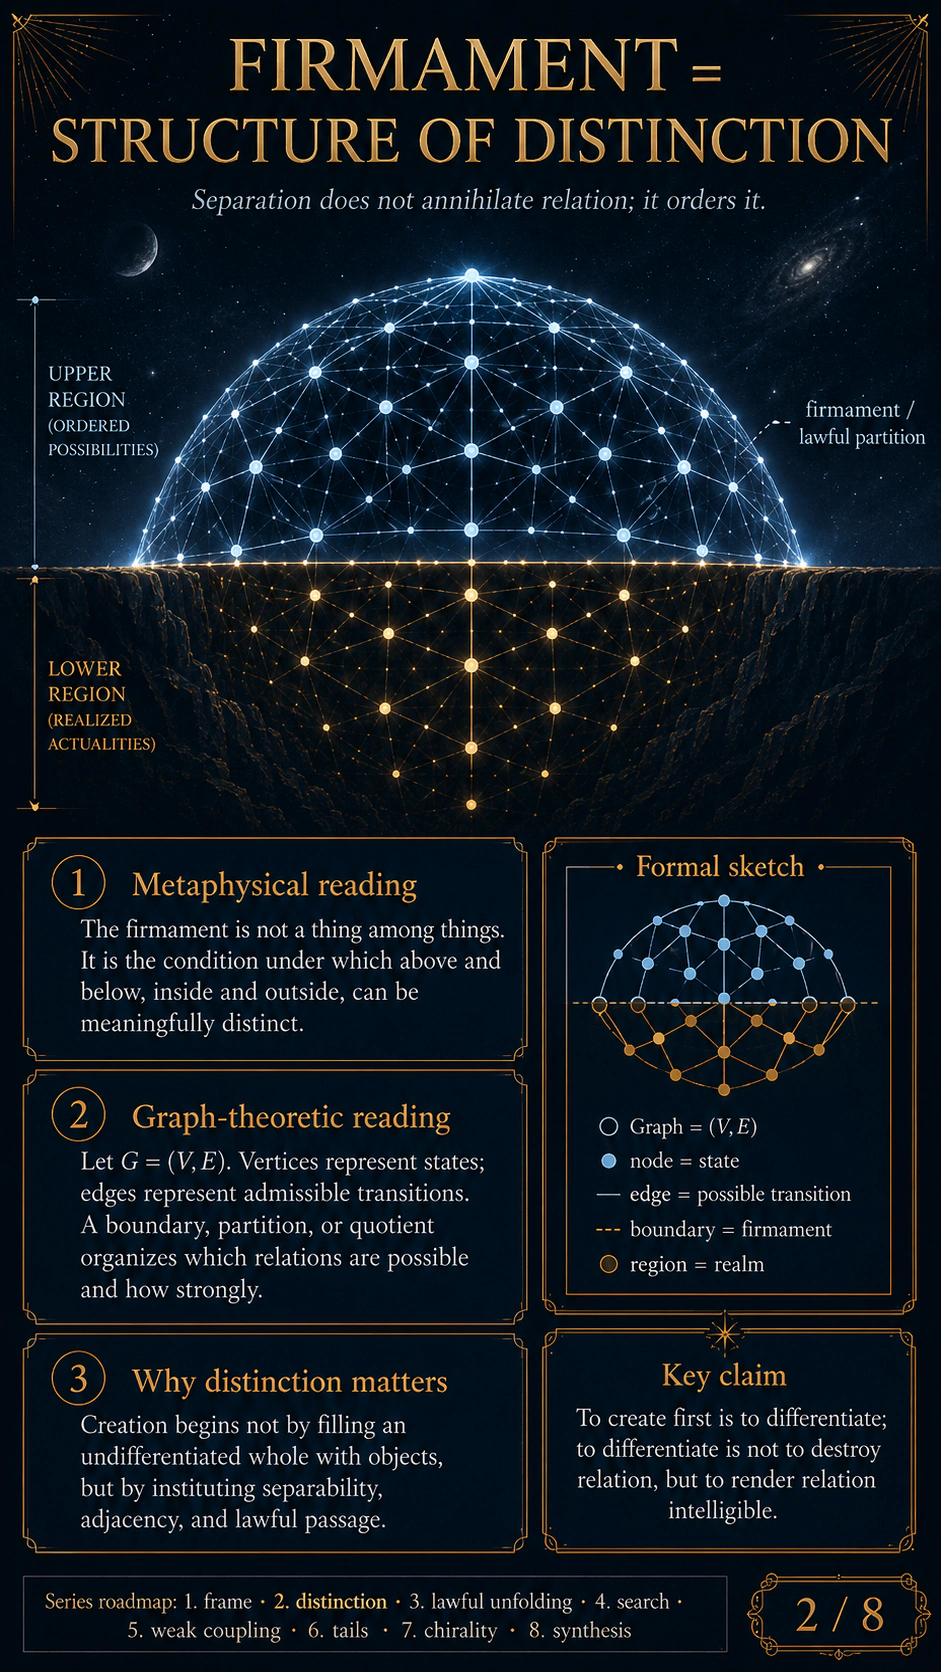 FIRMAMENT =
STRUCTURE OF DISTINCTION
Separation does not annihilate relation; it orders it.
UPPER
REGION
(ORDERED
POSSIBILITIES)
firmament /
lawful partition
LOWER
REGION
(REALIZED
ACTUALITIES)
1 Metaphysical reading
The firmament is not a thing among things.
It is the condition under which above and
below, inside and outside, can be
meaningfully distinct.
2 Graph-theoretic reading
Let G = (V, E). Vertices represent states;
edges represent admissible transitions.
A boundary, partition, or quotient
organizes which relations are possible
and how strongly.
3 Why distinction matters
Creation begins not by filling an
undifferentiated whole with objects,
but by instituting separability,
adjacency, and lawful passage.
• Formal sketch •
Graph = (V, E)
node = state
edge = possible transition
boundary = firmament
region = realm
Key claim
To create first is to differentiate;
to differentiate is not to destroy
relation, but to render relation
intelligible.
Series roadmap: 1. frame · 2. distinction · 3. lawful unfolding · 4. search ·
5. weak coupling · 6. tails · 7. chirality · 8. synthesis
2 / 8